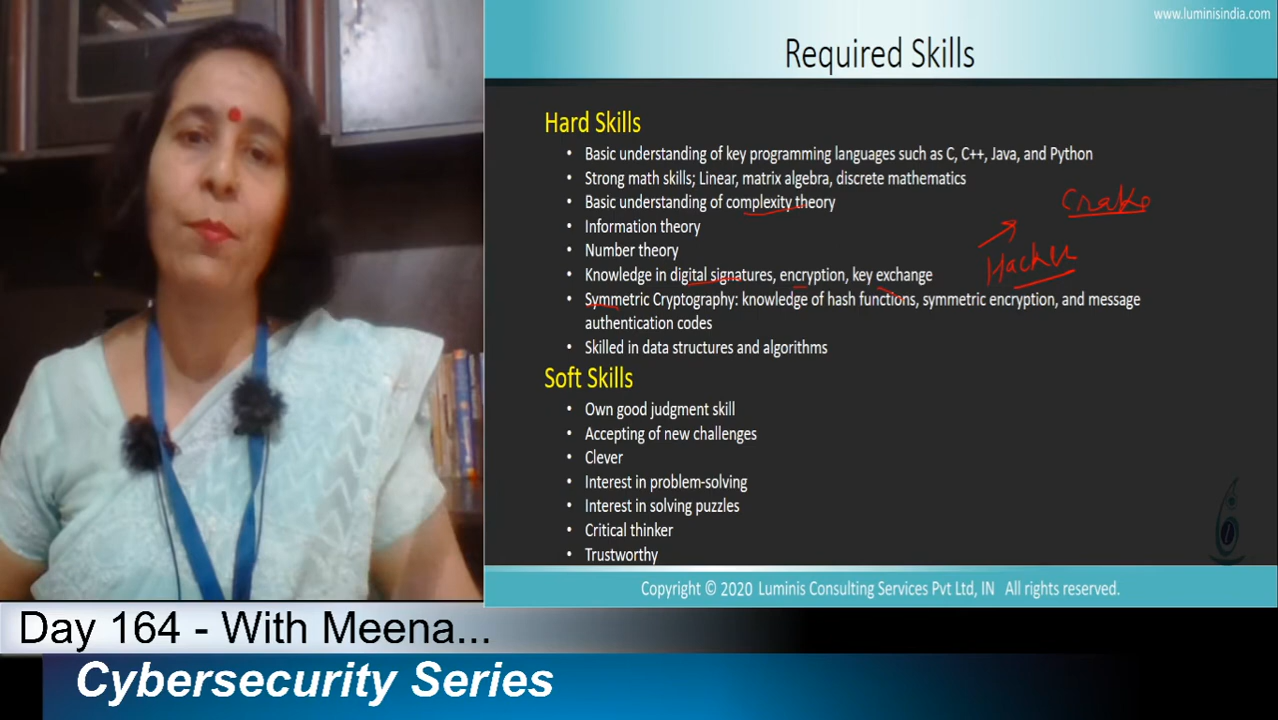 www.luminisindia.com
Required Skills
Hard Skills
• Basic understanding of key programming languages such as C, C++, Java, and Python
• Strong math skills; Linear, matrix algebra, discrete mathematics
• Basic understanding of complexity theory
• Information theory
• Number theory
• Knowledge in digital signatures, encryption, key exchange
• Symmetric Cryptography: knowledge of hash functions, symmetric encryption, and message
authentication codes
• Skilled in data structures and algorithms
Hacker
Soft Skills
• Own good judgment skill
• Accepting of new challenges
• Clever
• Interest in problem-solving
• Interest in solving puzzles
• Critical thinker
• Trustworthy
Copyright © 2020 Luminis Consulting Services Pvt Ltd, IN All rights reserved.
Day 164 - With Meena...
Cybersecurity Series